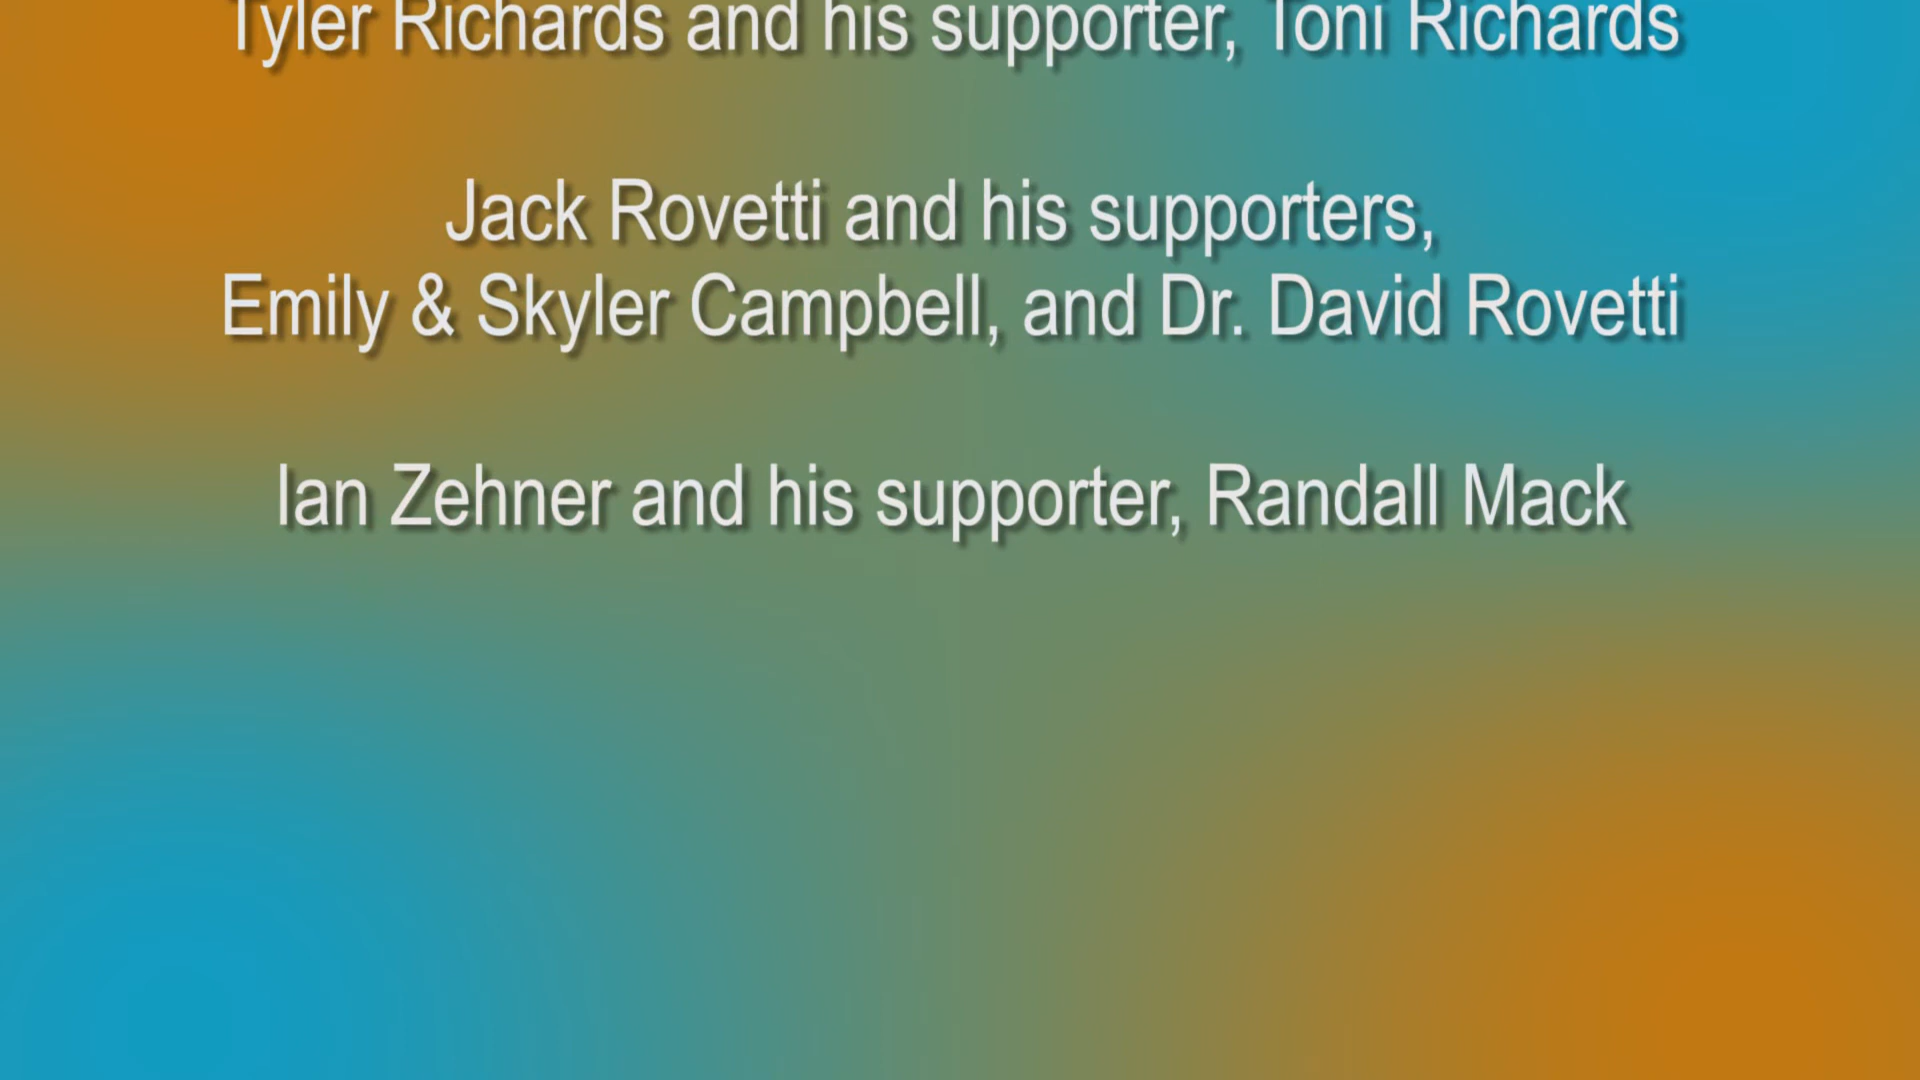 Tyler Richards and his supporter, Toni Richards
Jack Rovetti and his supporters,
Emily & Skyler Campbell, and Dr. David Rovetti
Ian Zehner and his supporter, Randall Mack